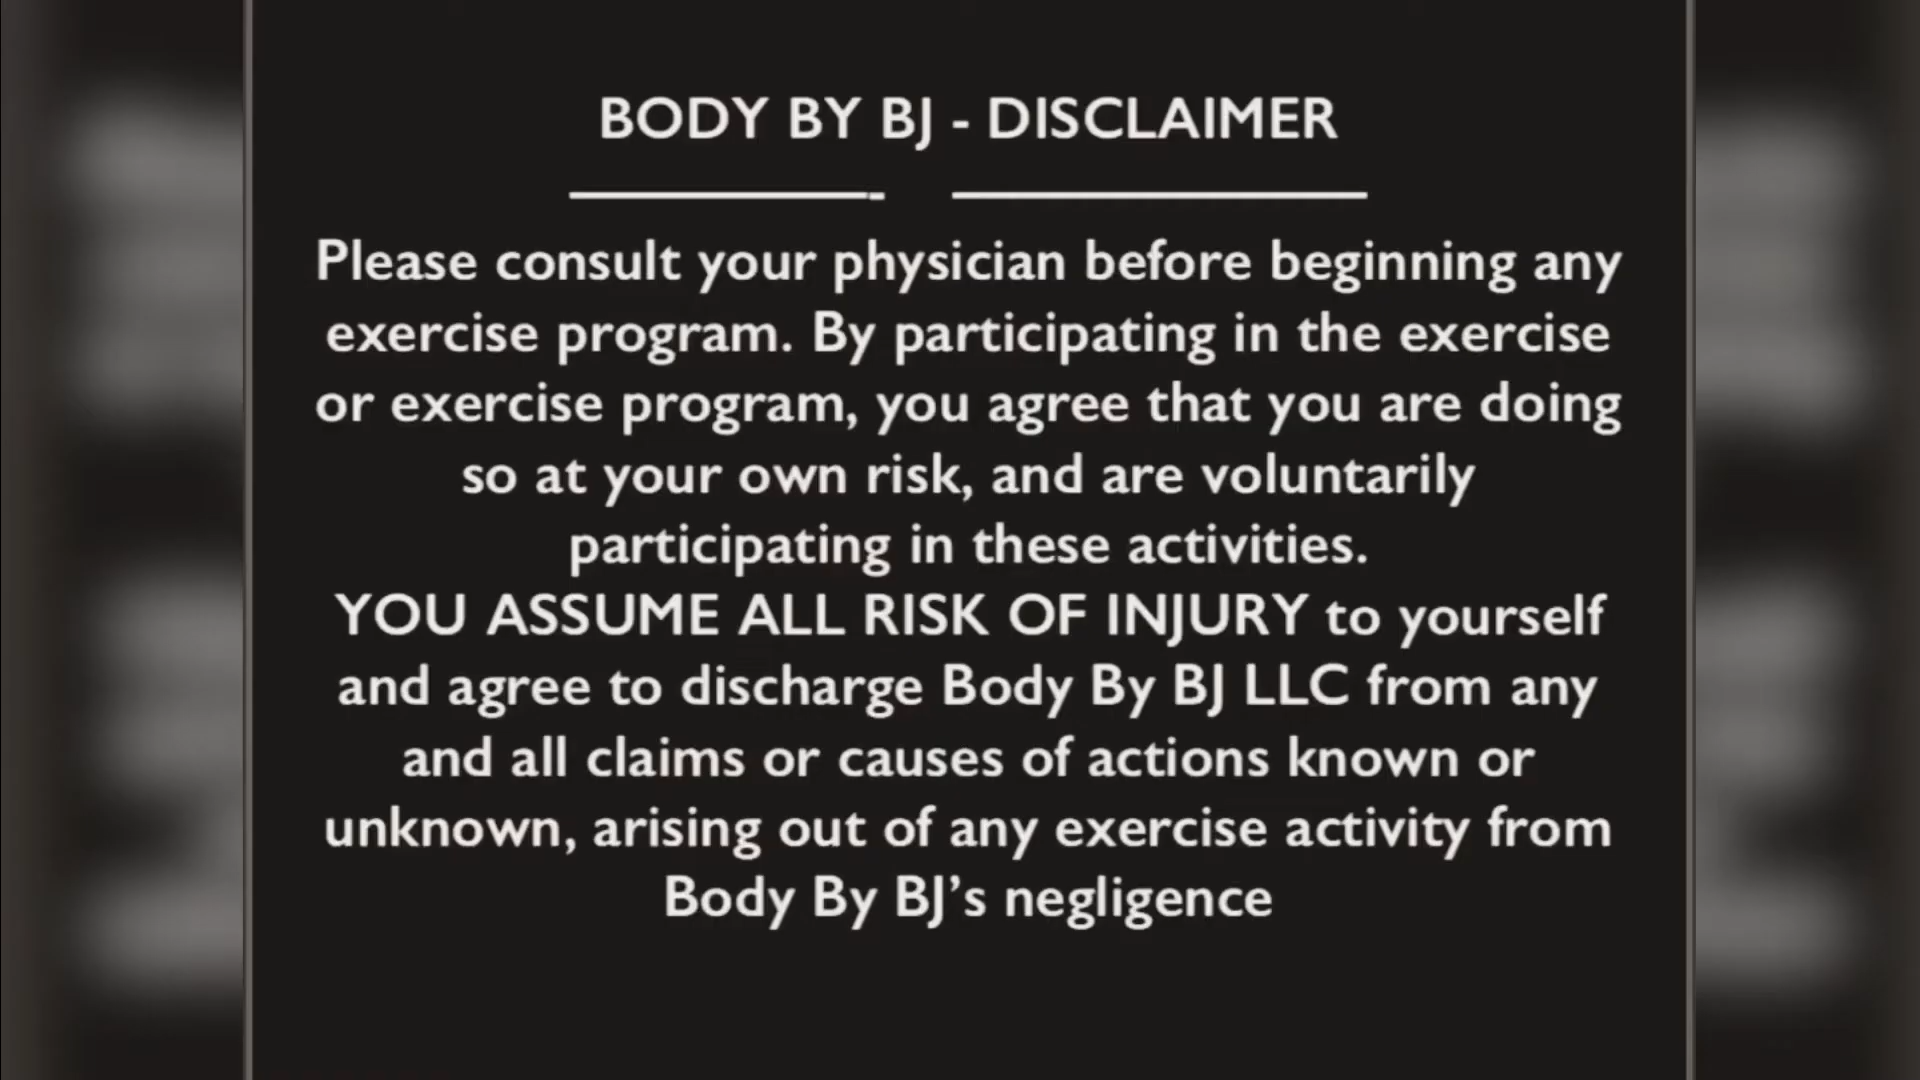 BODY BY BJ - DISCLAIMER
Please consult your physician before beginning any
exercise program. By participating in the exercise
or exercise program, you agree that you are doing
so at your own risk, and are voluntarily
participating in these activities.
YOU ASSUME ALL RISK OF INJURY to yourself
and agree to discharge Body By BJ LLC from any
and all claims or causes of actions known or
unknown, arising out of any exercise activity from
Body By BJ’s negligence